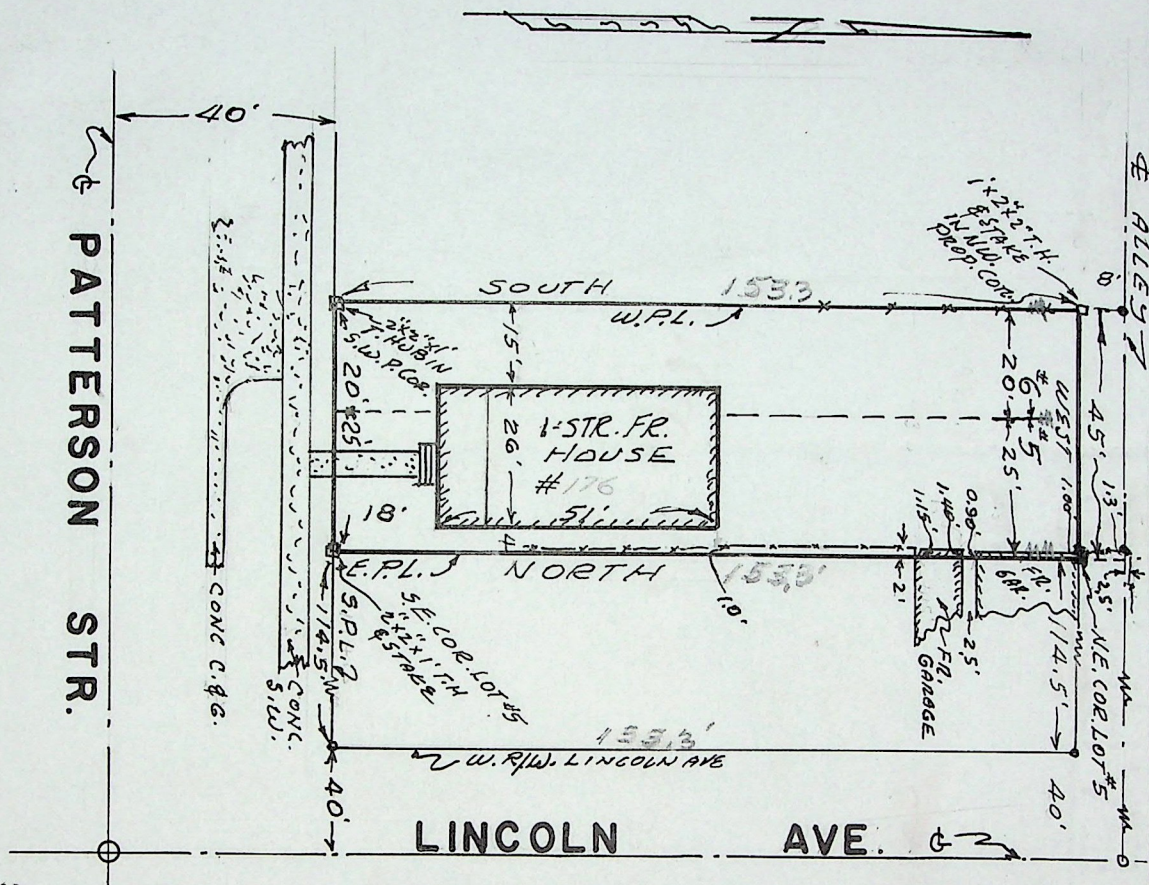 40'
℄ PATTERSON STR.
℄ ALLEY
8'
1"x2"x2" T.H.
& STAKE
IN N.W. COR.
PROP.
SOUTH
153.3
W.P.L.
2"x2"x1'
T. HUB IN
S.W.P. COR.
15'
20'
#6
#5
20'
25'
WEST
1.00'
45'
1.3'
25'
26'
1-STR. FR.
HOUSE
#176
51'
18'
4'
E.P.L.
NORTH
153.3'
1.0'
1.15'
1.40'
0.90'
2'
FR.
GAR.
2.5'
2.5'
FR.
GARAGE
NE. COR. LOT #5
S.P.L.
S.E. COR. LOT #5
2"x2"x1' T.H
& STAKE
114.5'
114.5'
CONC C.&G.
CONC.
S.W.
153.3'
W. R/W. LINCOLN AVE
40'
40'
LINCOLN AVE. ℄